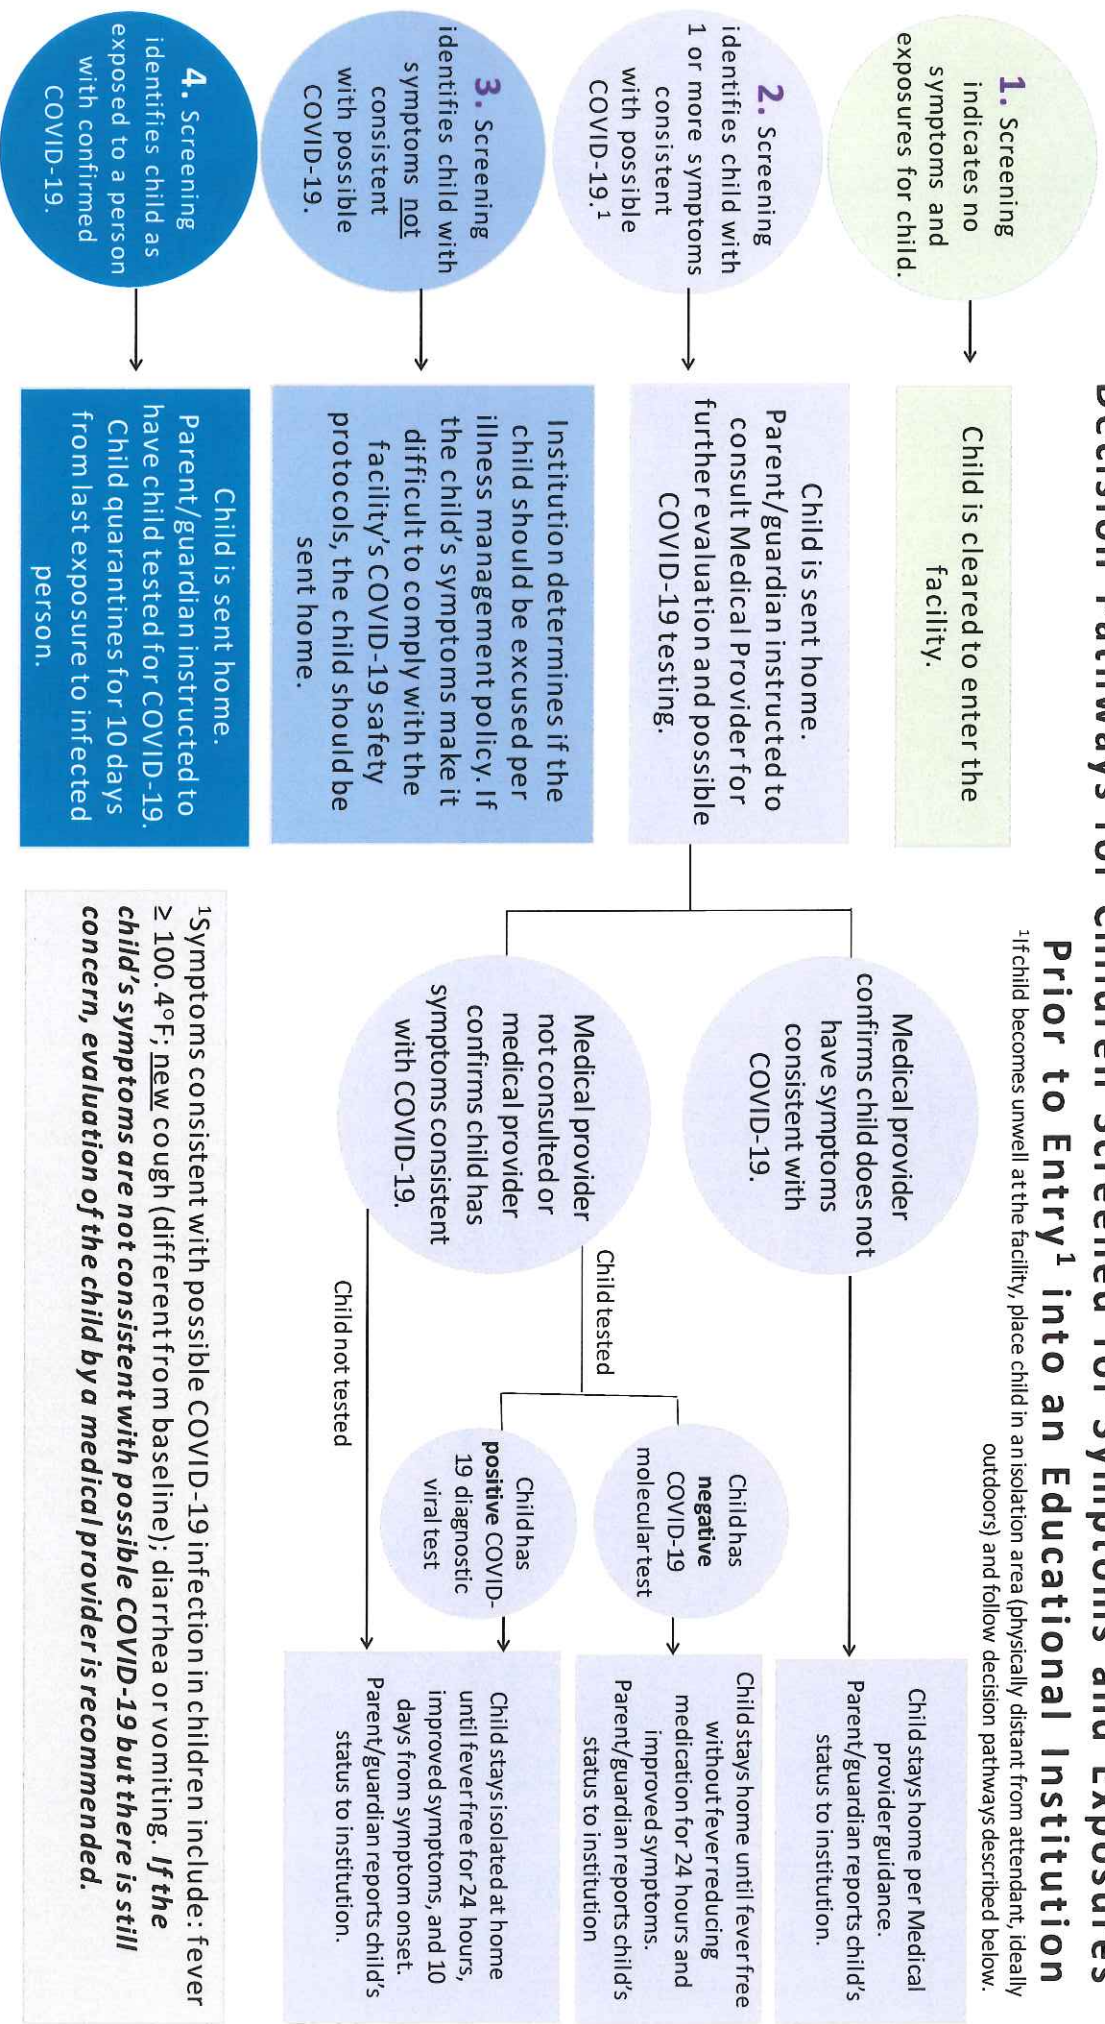 Decision Pathways for Children Screened for Symptoms and Exposures
Prior to Entry¹ into an Educational Institution
¹If child becomes unwell at the facility, place child in an isolation area (physically distant from attendant, ideally
outdoors) and follow decision pathways described below.
1. Screening
indicates no
symptoms and
exposures for child.
Child is cleared to enter the
facility.
2. Screening
identifies child with
1 or more symptoms
consistent
with possible
COVID-19.¹
Child is sent home.
Parent/guardian instructed to
consult Medical Provider for
further evaluation and possible
COVID-19 testing.
Medical provider
confirms child does not
have symptoms
consistent with
COVID-19.
Child stays home per Medical
provider guidance.
Parent/guardian reports child's
status to institution.
Medical provider
not consulted or
medical provider
confirms child has
symptoms consistent
with COVID-19.
Child tested
Child has
negative
COVID-19
molecular test
Child stays home until fever free
without fever reducing
medication for 24 hours and
improved symptoms.
Parent/guardian reports child's
status to institution
Child has
positive COVID-
19 diagnostic
viral test
Child not tested
Child stays isolated at home
until fever free for 24 hours,
improved symptoms, and 10
days from symptom onset.
Parent/guardian reports child's
status to institution.
3. Screening
identifies child with
symptoms not
consistent
with possible
COVID-19.
Institution determines if the
child should be excused per
illness management policy. If
the child's symptoms make it
difficult to comply with the
facility's COVID-19 safety
protocols, the child should be
sent home.
4. Screening
identifies child as
exposed to a person
with confirmed
COVID-19.
Child is sent home.
Parent/guardian instructed to
have child tested for COVID-19.
Child quarantines for 10 days
from last exposure to infected
person.
¹Symptoms consistent with possible COVID-19 infection in children include: fever
≥ 100.4°F; new cough (different from baseline); diarrhea or vomiting. If the
child's symptoms are not consistent with possible COVID-19 but there is still
concern, evaluation of the child by a medical provider is recommended.